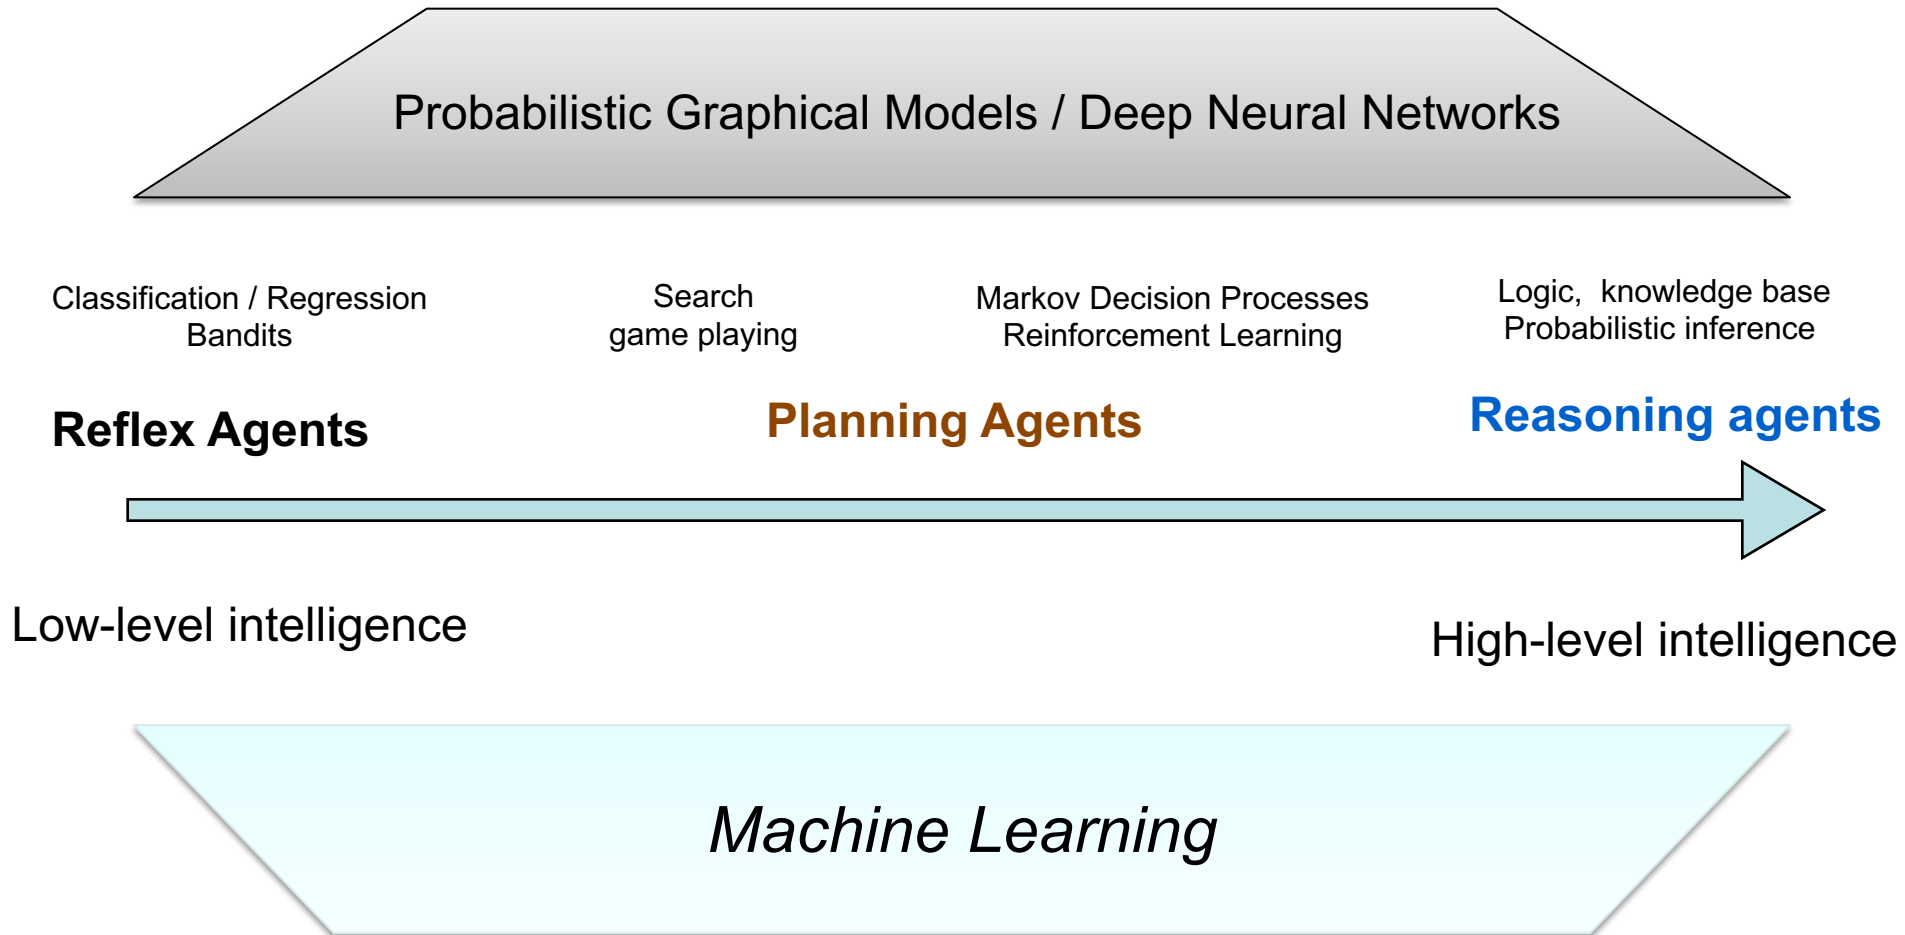 Probabilistic Graphical Models / Deep Neural Networks
Classification / Regression
Bandits
Search
game playing
Markov Decision Processes
Reinforcement Learning
Logic,  knowledge base
Probabilistic inference
Reflex Agents
Planning Agents
Reasoning agents
Low-level intelligence
High-level intelligence
Machine Learning